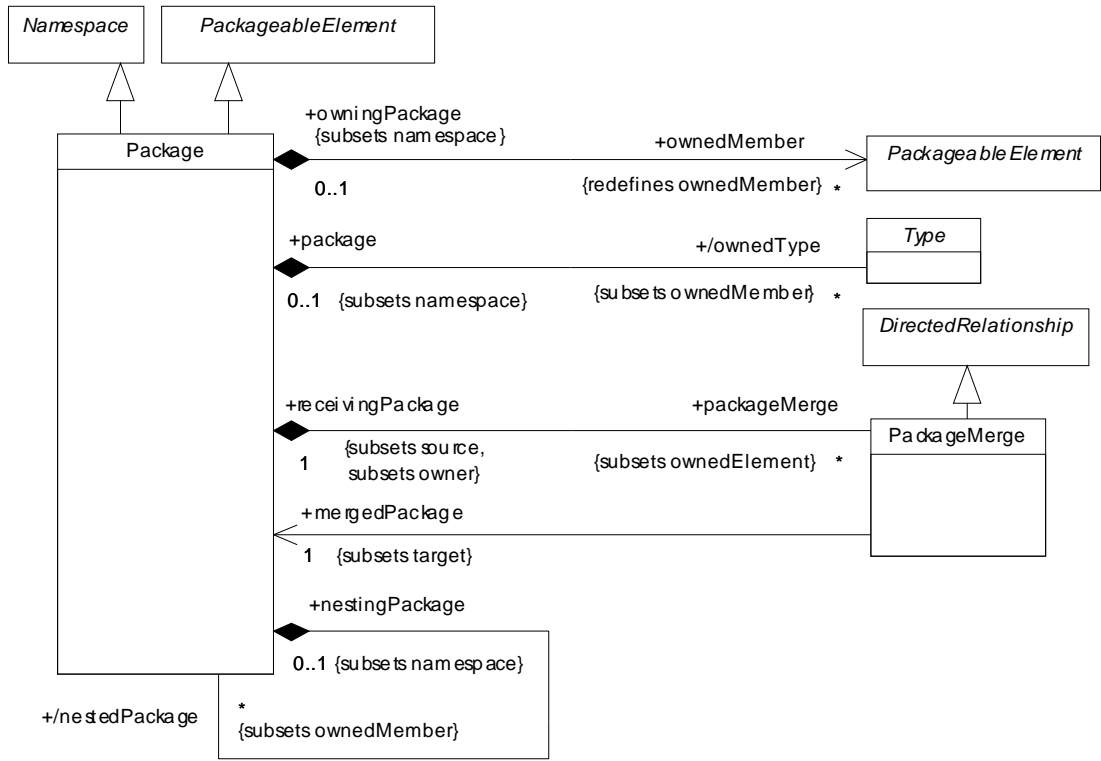 Namespace
PackageableElement
+owningPackage
{subsets namespace}
+ownedMember
Package
PackageableElement
0..1
{redefines ownedMember} *
+package
+/ownedType
Type
0..1 {subsets namespace}
{subsets ownedMember} *
DirectedRelationship
+receivingPackage
+packageMerge
PackageMerge
1
{subsets source,
subsets owner}
{subsets ownedElement} *
+mergedPackage
1 {subsets target}
+nestingPackage
0..1 {subsets namespace}
+/nestedPackage
*
{subsets ownedMember}